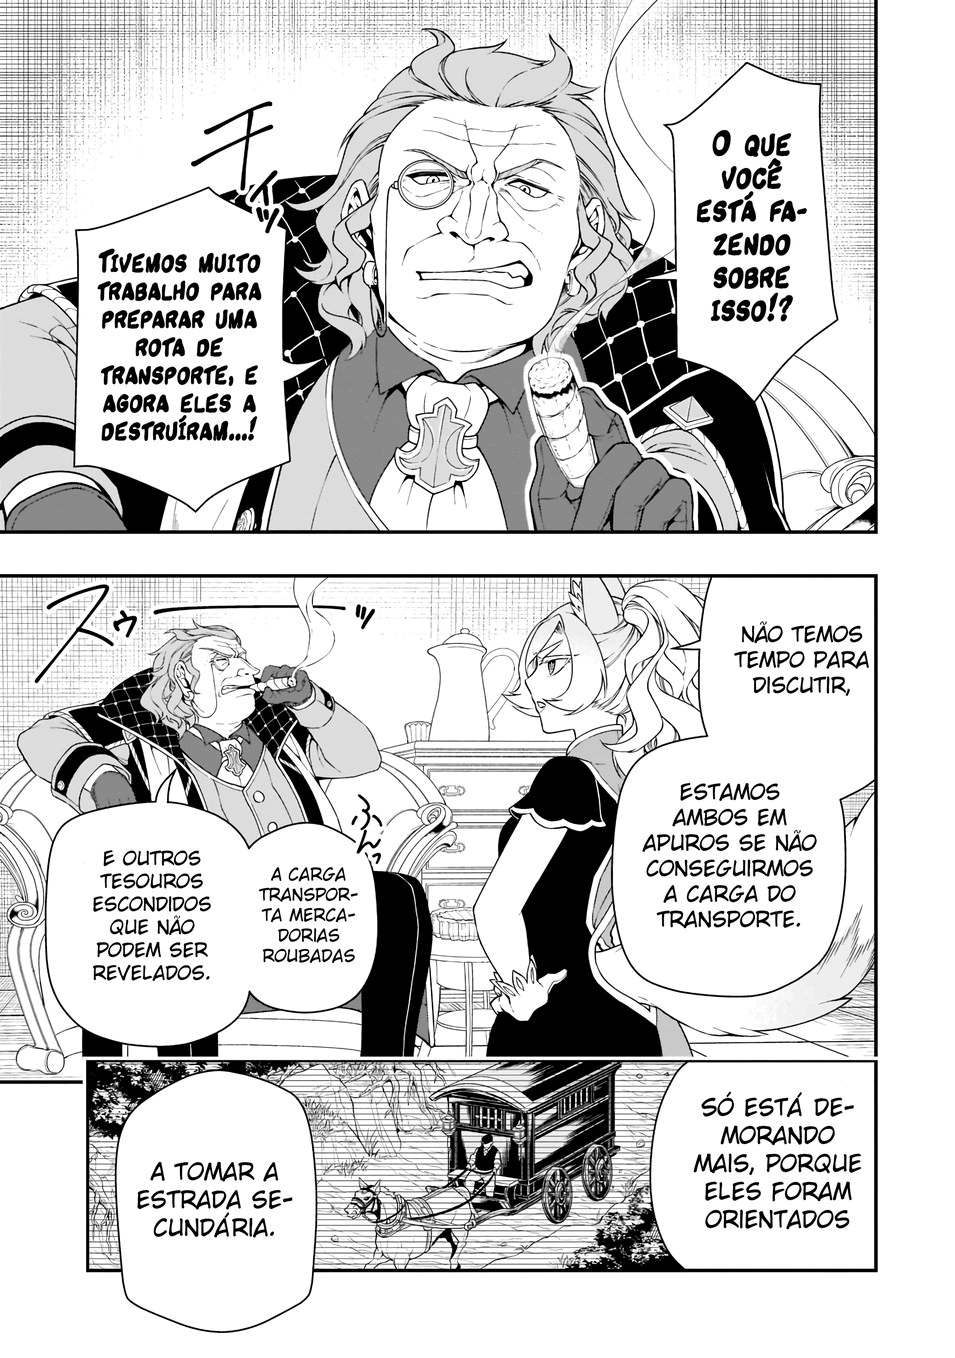 O QUE
VOCÊ
ESTÁ FA-
ZENDO
SOBRE
ISSO!?
チ
イッ
TIVEMOS MUITO
TRABALHO PARA
PREPARAR UMA
ROTA DE
TRANSPORTE, E
AGORA ELES A
DESTRUÍRAM...!
NÃO TEMOS
TEMPO PARA
DISCUTIR,
ESTAMOS
AMBOS EM
APUROS SE NÃO
CONSEGUIRMOS
A CARGA DO
TRANSPORTE.
スゥーッ
ふんっ
A CARGA
TRANSPOR-
TA MERCA-
DORIAS
ROUBADAS
E OUTROS
TESOUROS
ESCONDIDOS
QUE NÃO
PODEM SER
REVELADOS.
SÓ ESTÁ DE-
MORANDO
MAIS, PORQUE
ELES FORAM
ORIENTADOS
A TOMAR A
ESTRADA SE-
CUNDÁRIA.